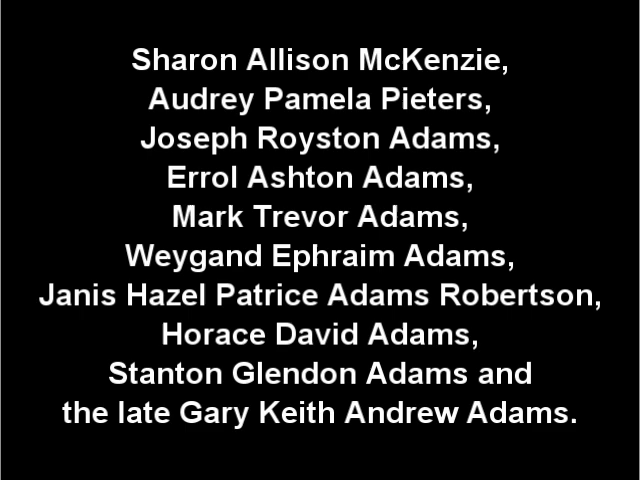 Sharon Allison McKenzie,
Audrey Pamela Pieters,
Joseph Royston Adams,
Errol Ashton Adams,
Mark Trevor Adams,
Weygand Ephraim Adams,
Janis Hazel Patrice Adams Robertson,
Horace David Adams,
Stanton Glendon Adams and
the late Gary Keith Andrew Adams.